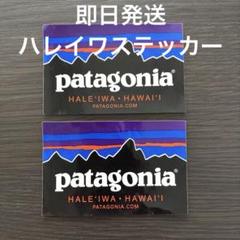 即日発送
ハレイワステッカー
patagonia®
HALE'IWA • HAWAI'I
PATAGONIA.COM
patagonia®
HALE'IWA • HAWAI'I
PATAGONIA.COM